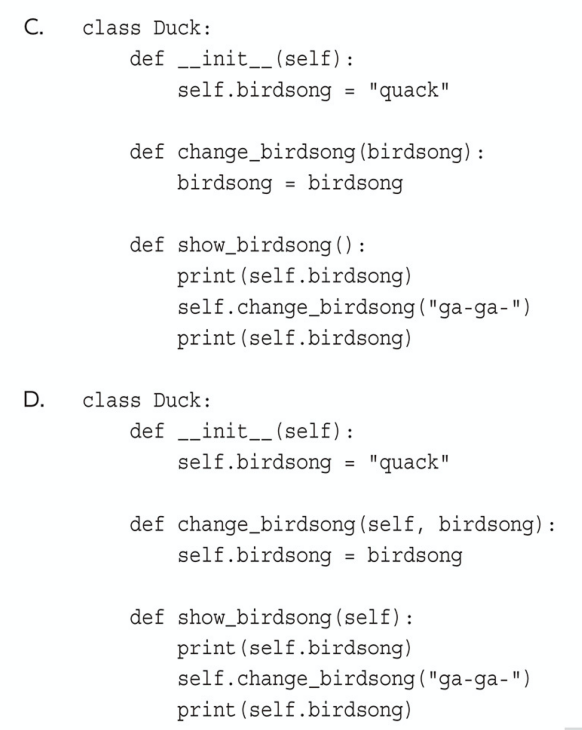 C. class Duck:
def __init__(self):
self.birdsong = "quack"
def change_birdsong(birdsong):
birdsong = birdsong
def show_birdsong():
print(self.birdsong)
self.change_birdsong("ga-ga-")
print(self.birdsong)
D. class Duck:
def __init__(self):
self.birdsong = "quack"
def change_birdsong(self, birdsong):
self.birdsong = birdsong
def show_birdsong(self):
print(self.birdsong)
self.change_birdsong("ga-ga-")
print(self.birdsong)